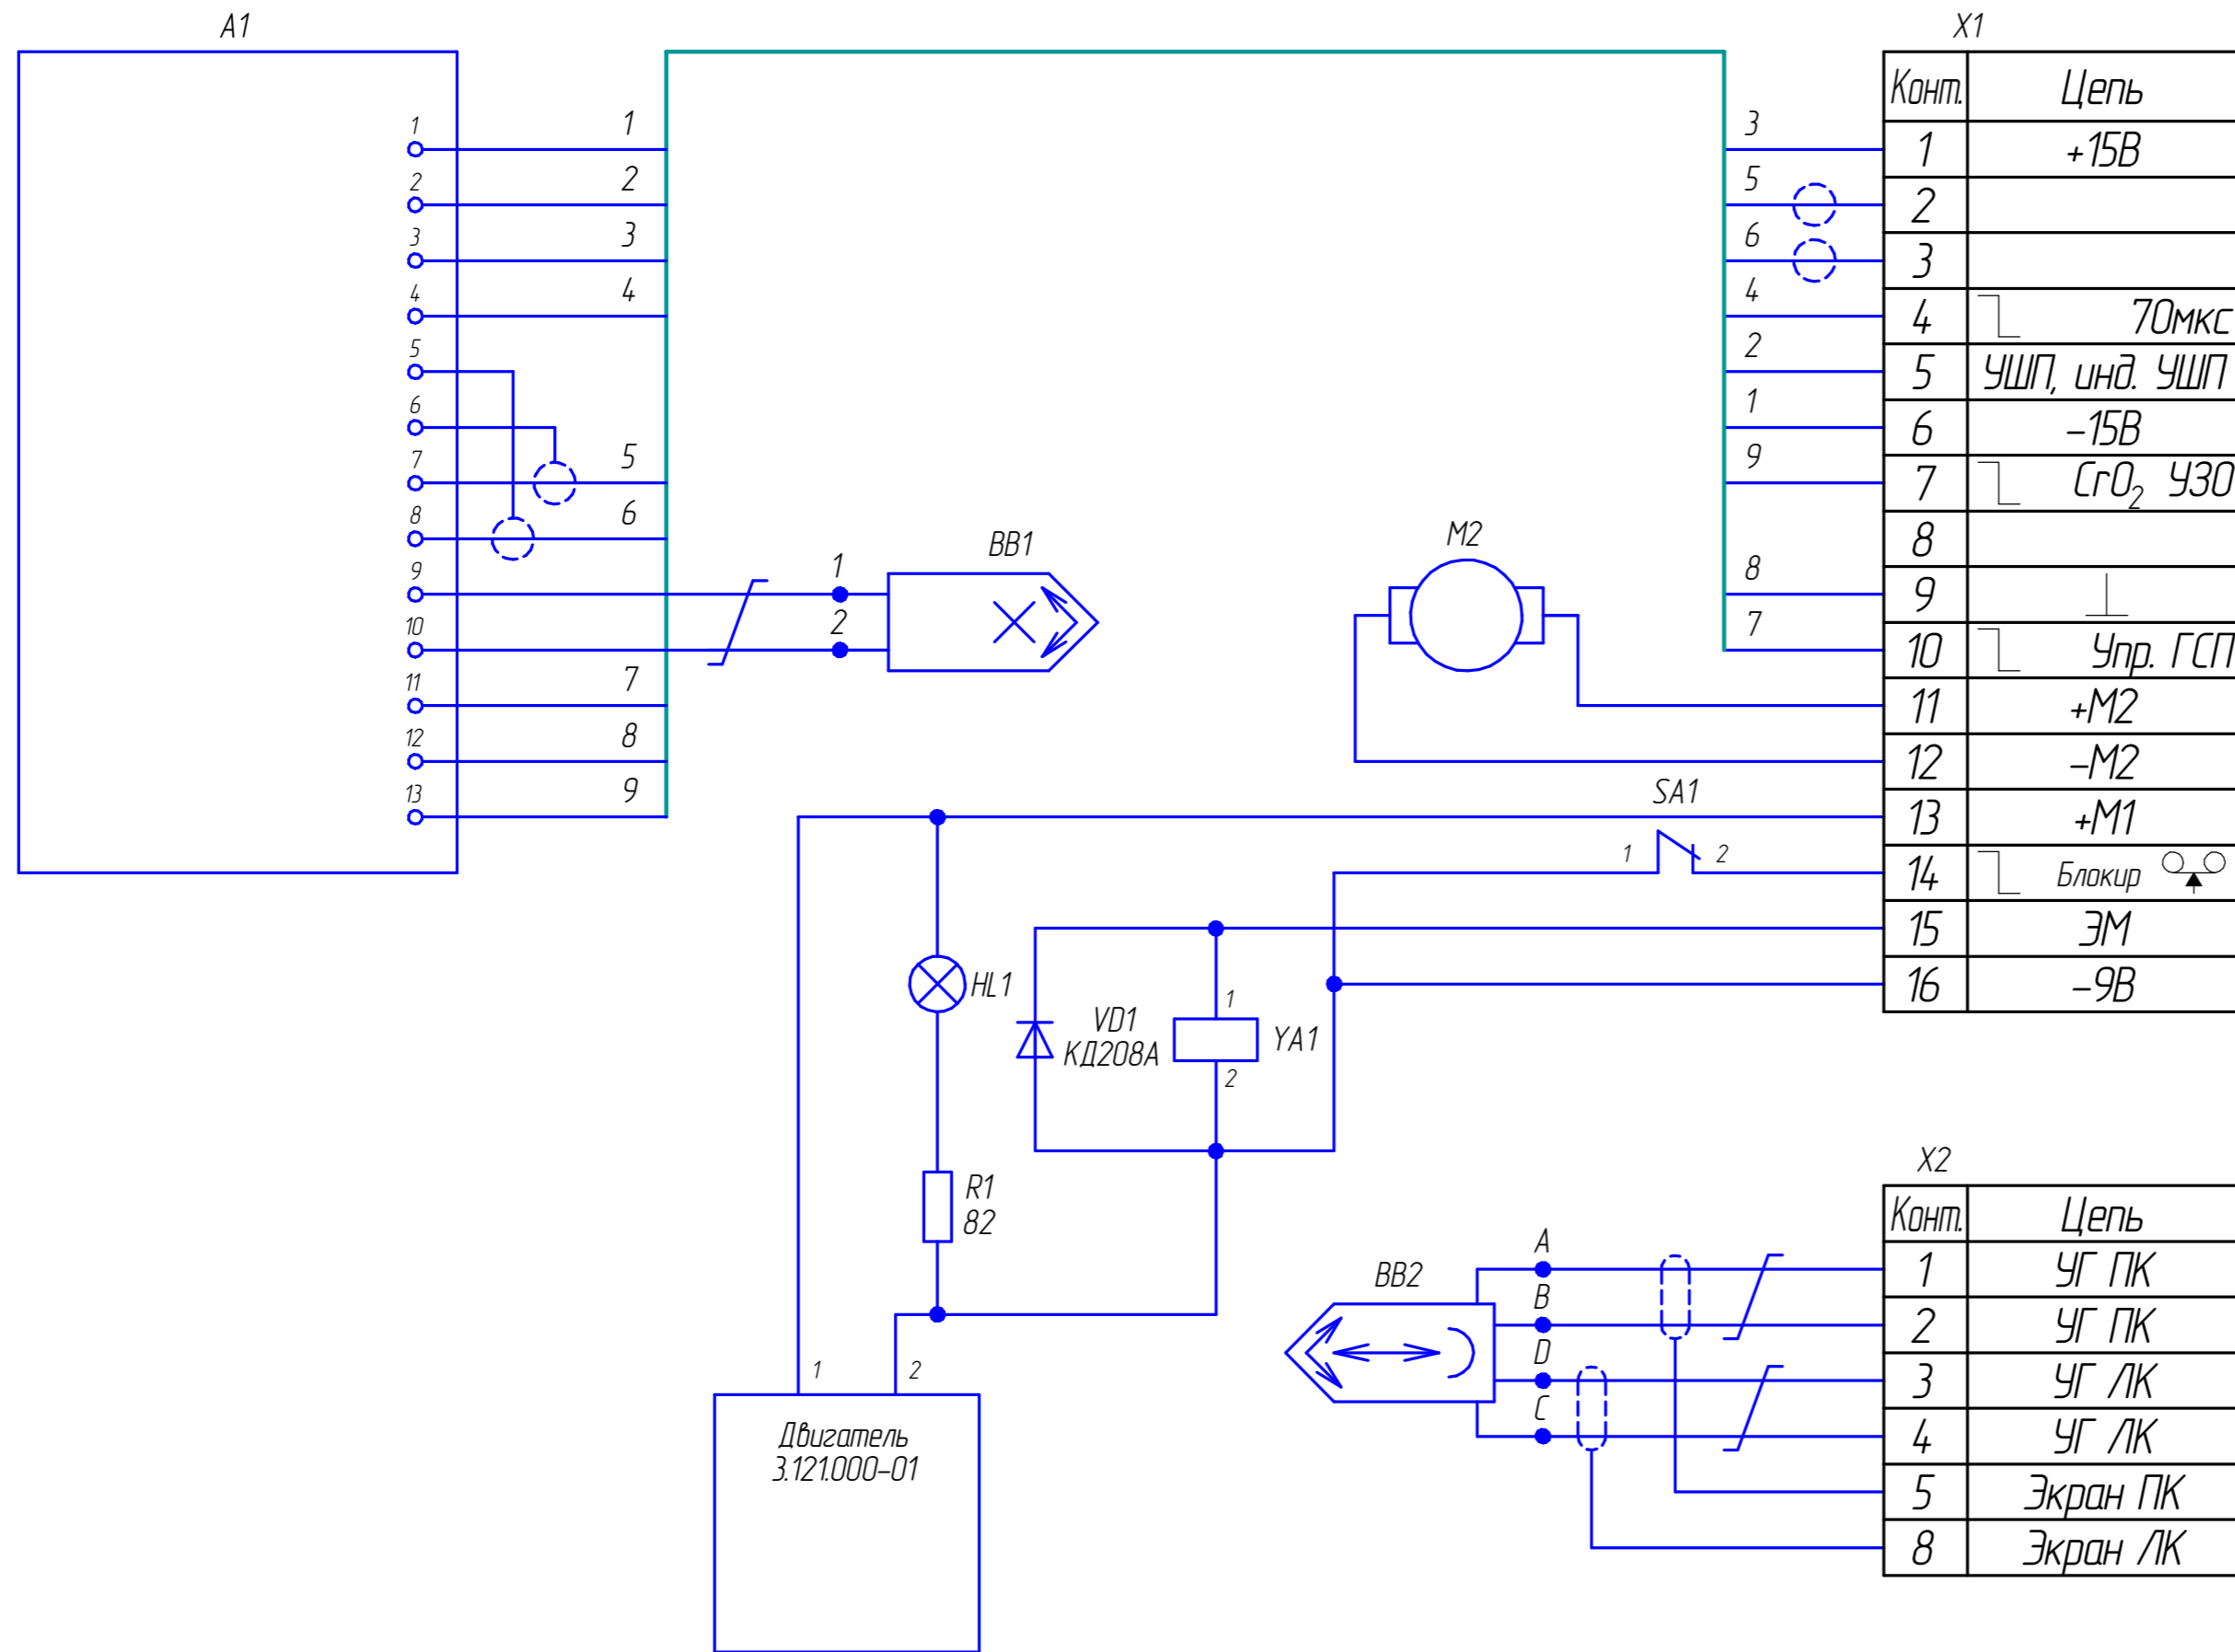 А1
1 1
2 2
3 3
4 4
5
6
7 5
8 6
9
10
11 7
12 8
13 9
1
2
ВВ1
М2
Х1
Конт. Цепь
3 1 +15В
5 2
6 3
4 4 70мкс
2 5 УШП, инд. УШП
1 6 -15В
9 7 CrO₂ УЗО
8
8 9
7 10 Упр. ГСП
11 +М2
12 -М2
13 +М1
14 Блокир
15 ЭМ
16 -9В
SA1
1 2
HL1
VD1
КД208А
1
YA1
2
R1
82
1 2
Двигатель
3.121.000-01
ВВ2
A
B
D
C
Х2
Конт. Цепь
1 УГ ПК
2 УГ ПК
3 УГ ЛК
4 УГ ЛК
5 Экран ПК
8 Экран ЛК